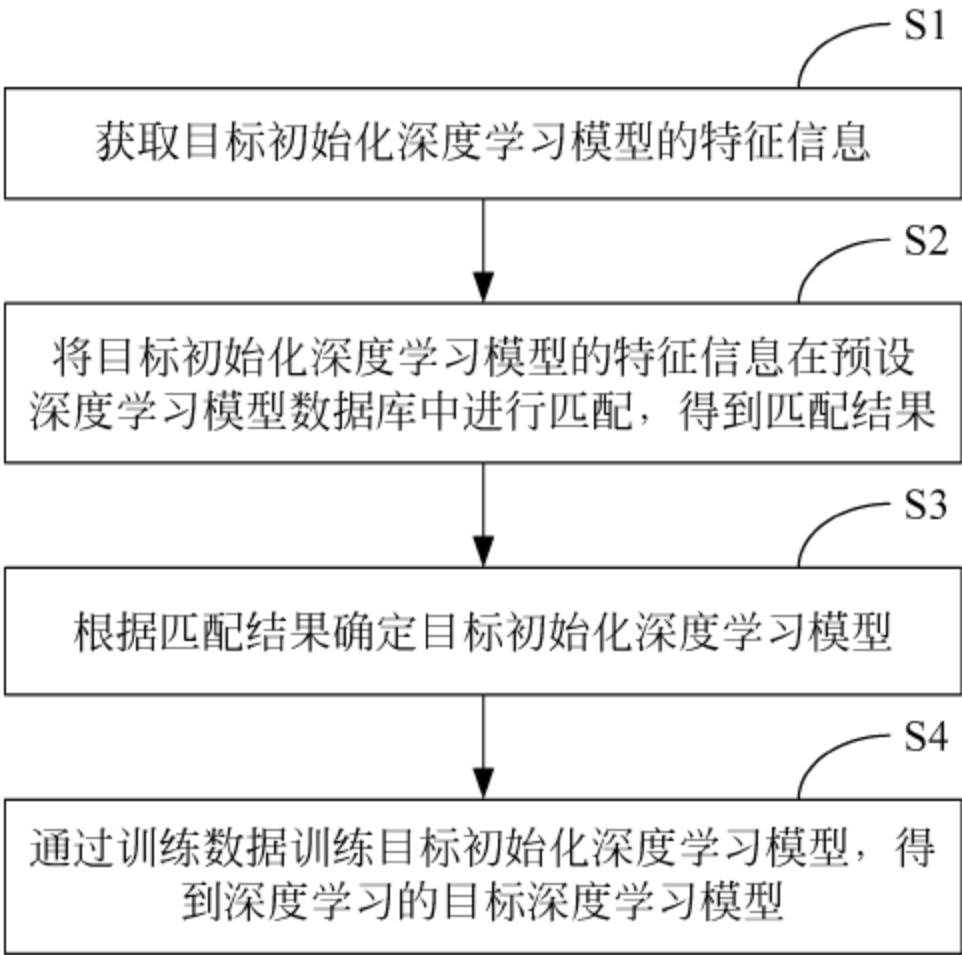 S1
获取目标初始化深度学习模型的特征信息
S2
将目标初始化深度学习模型的特征信息在预设
深度学习模型数据库中进行匹配，得到匹配结果
S3
根据匹配结果确定目标初始化深度学习模型
S4
通过训练数据训练目标初始化深度学习模型，得
到深度学习的目标深度学习模型